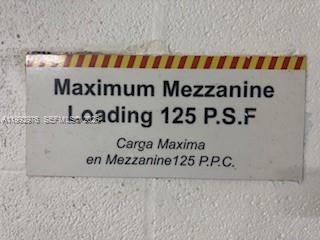 Maximum Mezzanine
Loading 125 P.S.F
Carga Maxima
en Mezzanine125 P.P.C.